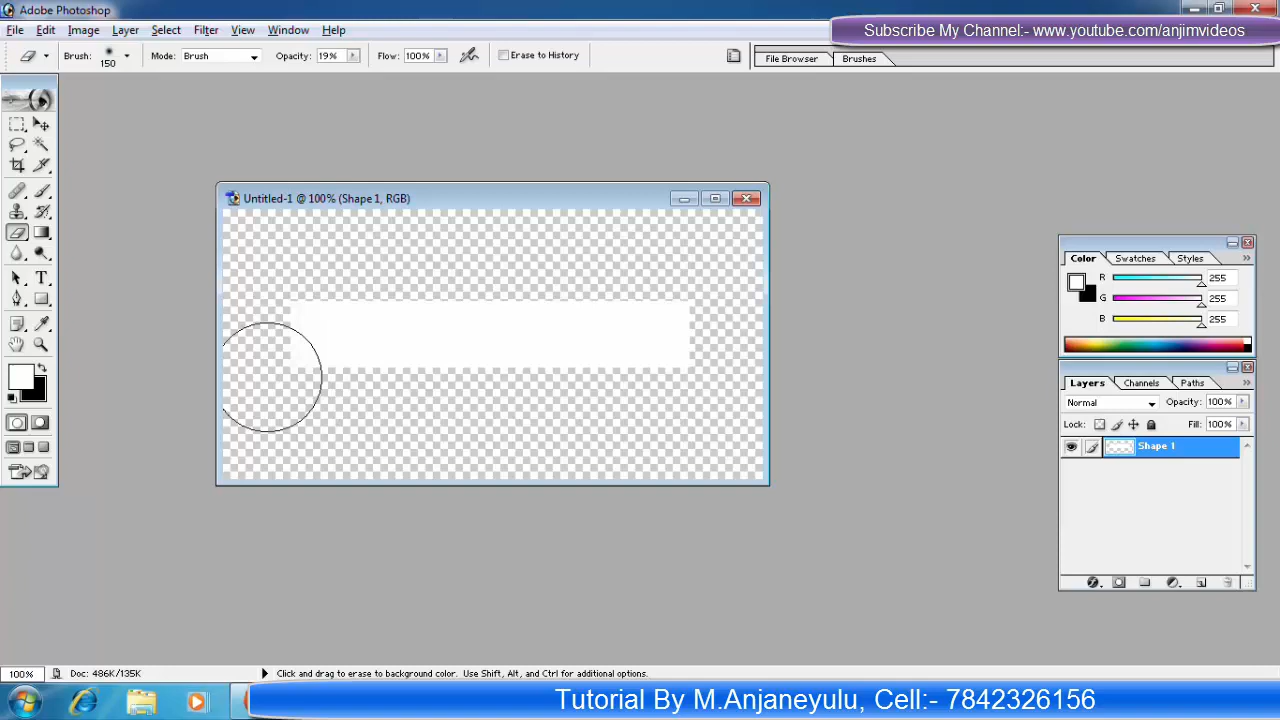 Adobe Photoshop
File Edit Image Layer Select Filter View Window Help
Subscribe My Channel:- www.youtube.com/anjimvideos
Brush: 150 Mode: Brush Opacity: 19% Flow: 100% Erase to History
File Browser Brushes
Untitled-1 @ 100% (Shape 1, RGB)
Color Swatches Styles
R 255
G 255
B 255
Layers Channels Paths
Normal Opacity: 100%
Lock: Fill: 100%
Shape 1
100% Doc: 486K/135K Click and drag to erase to background color. Use Shift, Alt, and Ctrl for additional options.
Tutorial By M.Anjaneyulu, Cell:- 7842326156